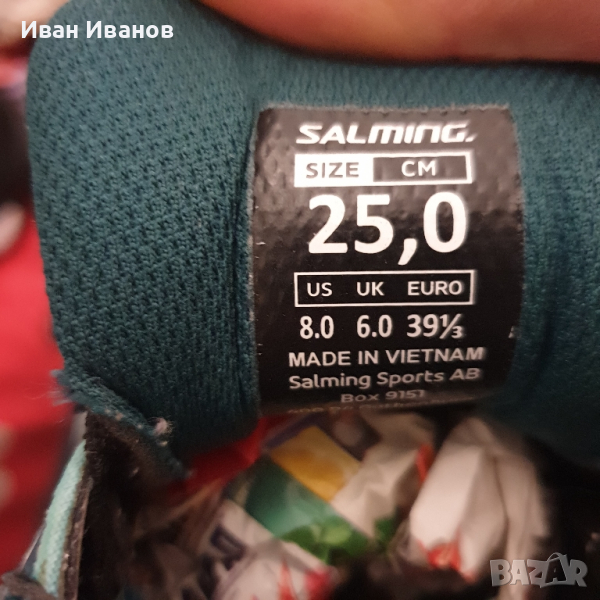 Иван Иванов
SALMING.
SIZE CM
25,0
US UK EURO
8.0 6.0 39⅓
MADE IN VIETNAM
Salming Sports AB
Box 9151
BAZAR